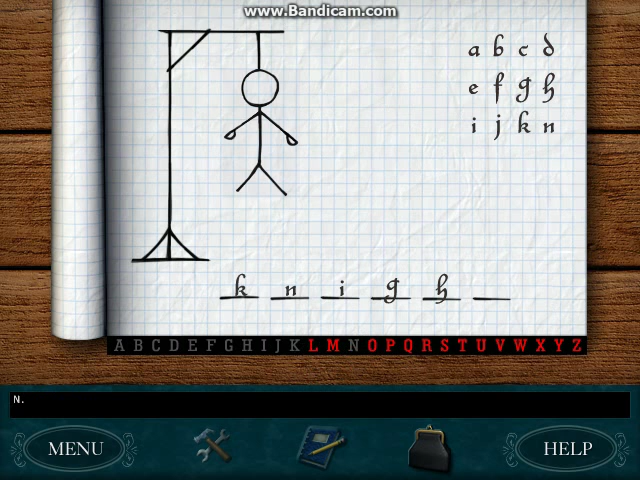 www.Bandicam.com
a b c d
e f g h
i j k n
k n i g h _
A B C D E F G H I J K L M N O P Q R S T U V W X Y Z
N.
MENU
HELP